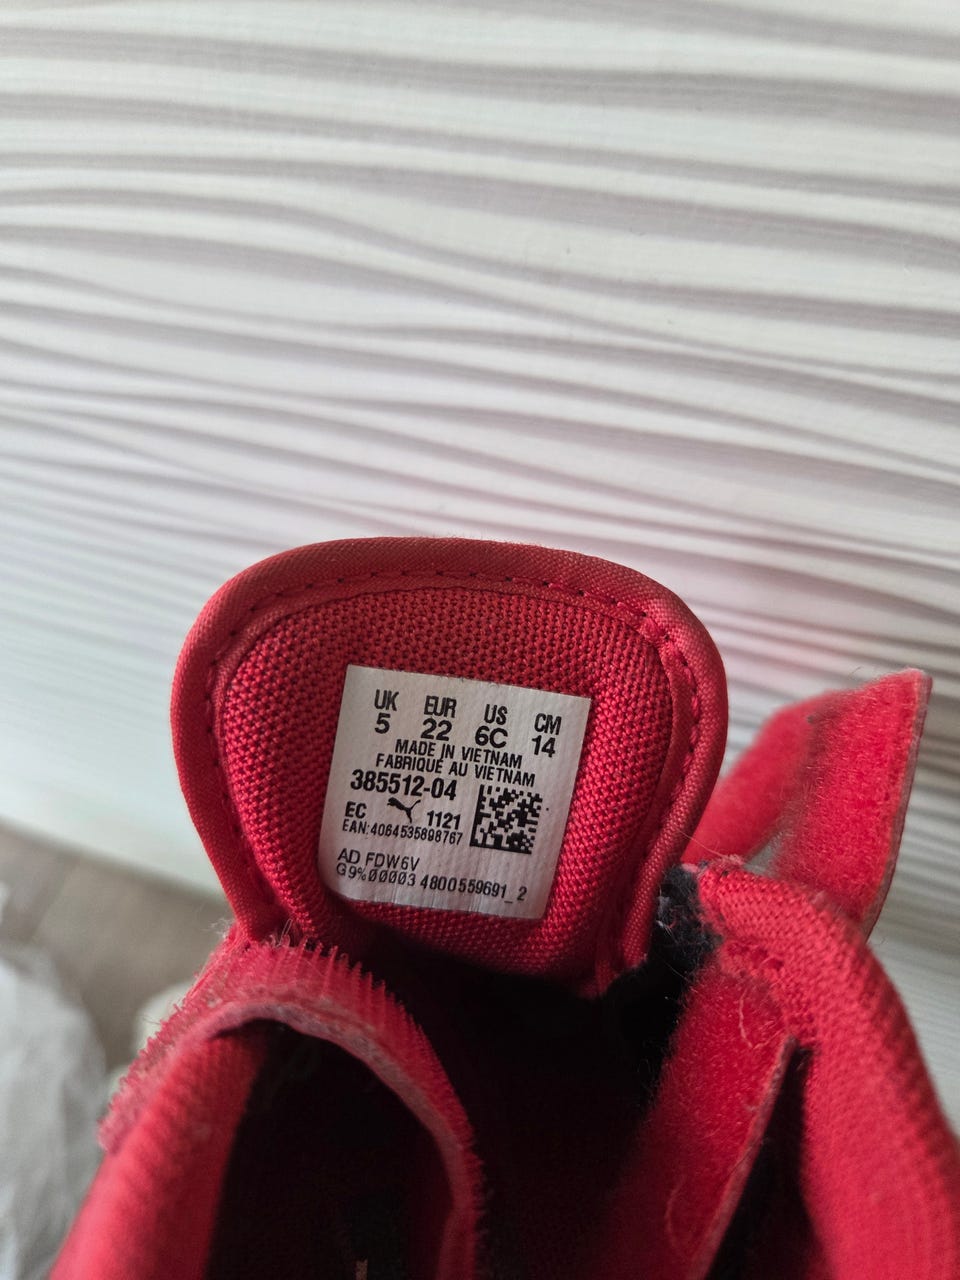 UK EUR US CM
5 22 6C 14
MADE IN VIETNAM
FABRIQUÉ AU VIETNAM
385512-04
EC 1121
EAN:4064535898767
AD FDW6V
G9%00003 4800559691_2